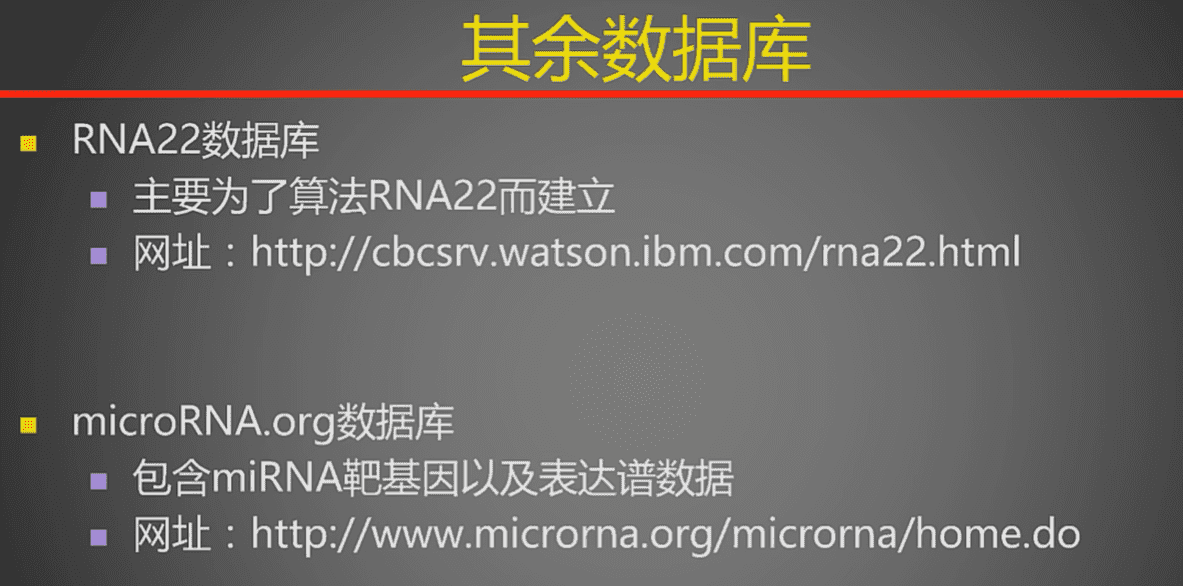 其余数据库
RNA22数据库
主要为了算法RNA22而建立
网址：http://cbcsrv.watson.ibm.com/rna22.html
microRNA.org数据库
包含miRNA靶基因以及表达谱数据
网址：http://www.microrna.org/microrna/home.do